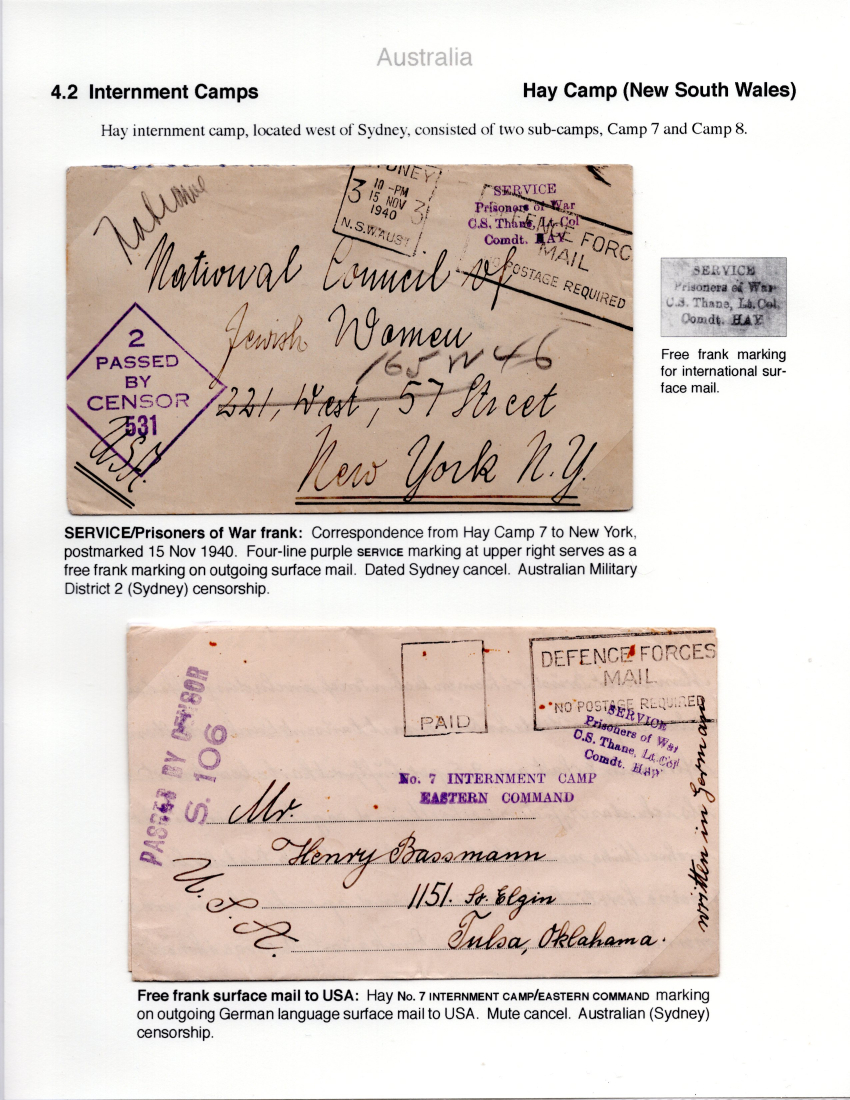 Australia
4.2 Internment Camps
Hay Camp (New South Wales)
Hay internment camp, located west of Sydney, consisted of two sub-camps, Camp 7 and Camp 8.
10 -PM
3 15 NOV 3
1940
N.S.W. AUST
SERVICE
Prisoners of War
C.S. Thane, Lt. Col
Comdt. HAY
FORC
MAIL
NO POSTAGE REQUIRED
National Council of
Jewish Women
165 W 46
221, West, 57 Street
New York N.Y.
U.S.A.
2
PASSED
BY
CENSOR
531
SERVICE
Prisoners of War
C.S. Thane, Lt. Col.
Comdt. HAY
Free frank marking
for international sur-
face mail.
SERVICE/Prisoners of War frank: Correspondence from Hay Camp 7 to New York,
postmarked 15 Nov 1940. Four-line purple SERVICE marking at upper right serves as a
free frank marking on outgoing surface mail. Dated Sydney cancel. Australian Military
District 2 (Sydney) censorship.
PASSED BY CENSOR
S. 106
PAID
DEFENCE FORCES
MAIL
NO POSTAGE REQUIRED
SERVICE
Prisoners of War
C.S. Thane, Lt. Col
Comdt. HAY
No. 7 INTERNMENT CAMP
EASTERN COMMAND
Mr.
Henry Bassmann
1151. So. Elgin
Tulsa, Oklahama.
U.S.A.
written in German
Free frank surface mail to USA: Hay No. 7 INTERNMENT CAMP/EASTERN COMMAND marking
on outgoing German language surface mail to USA. Mute cancel. Australian (Sydney)
censorship.